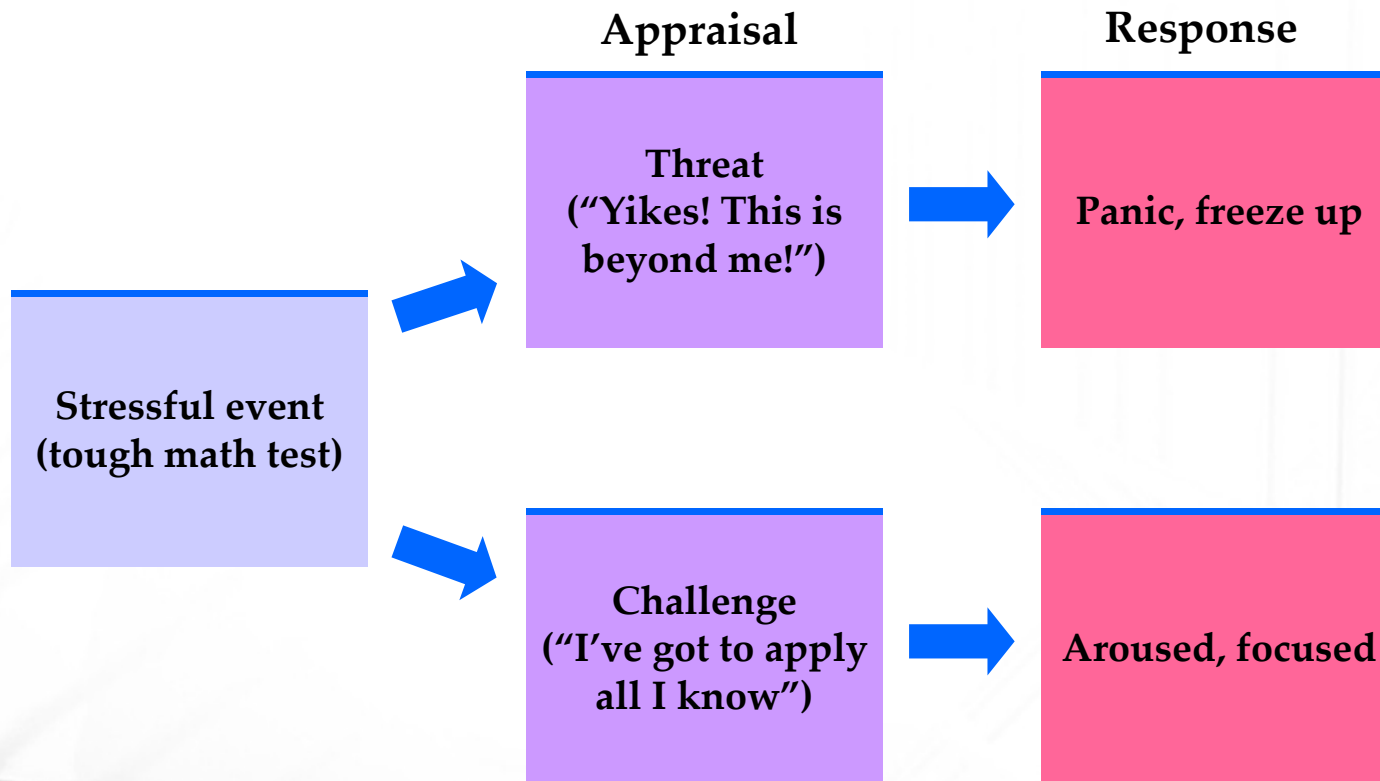 Appraisal
Response
Threat
(“Yikes! This is
beyond me!”)
Panic, freeze up
Stressful event
(tough math test)
Challenge
(“I’ve got to apply
all I know”)
Aroused, focused